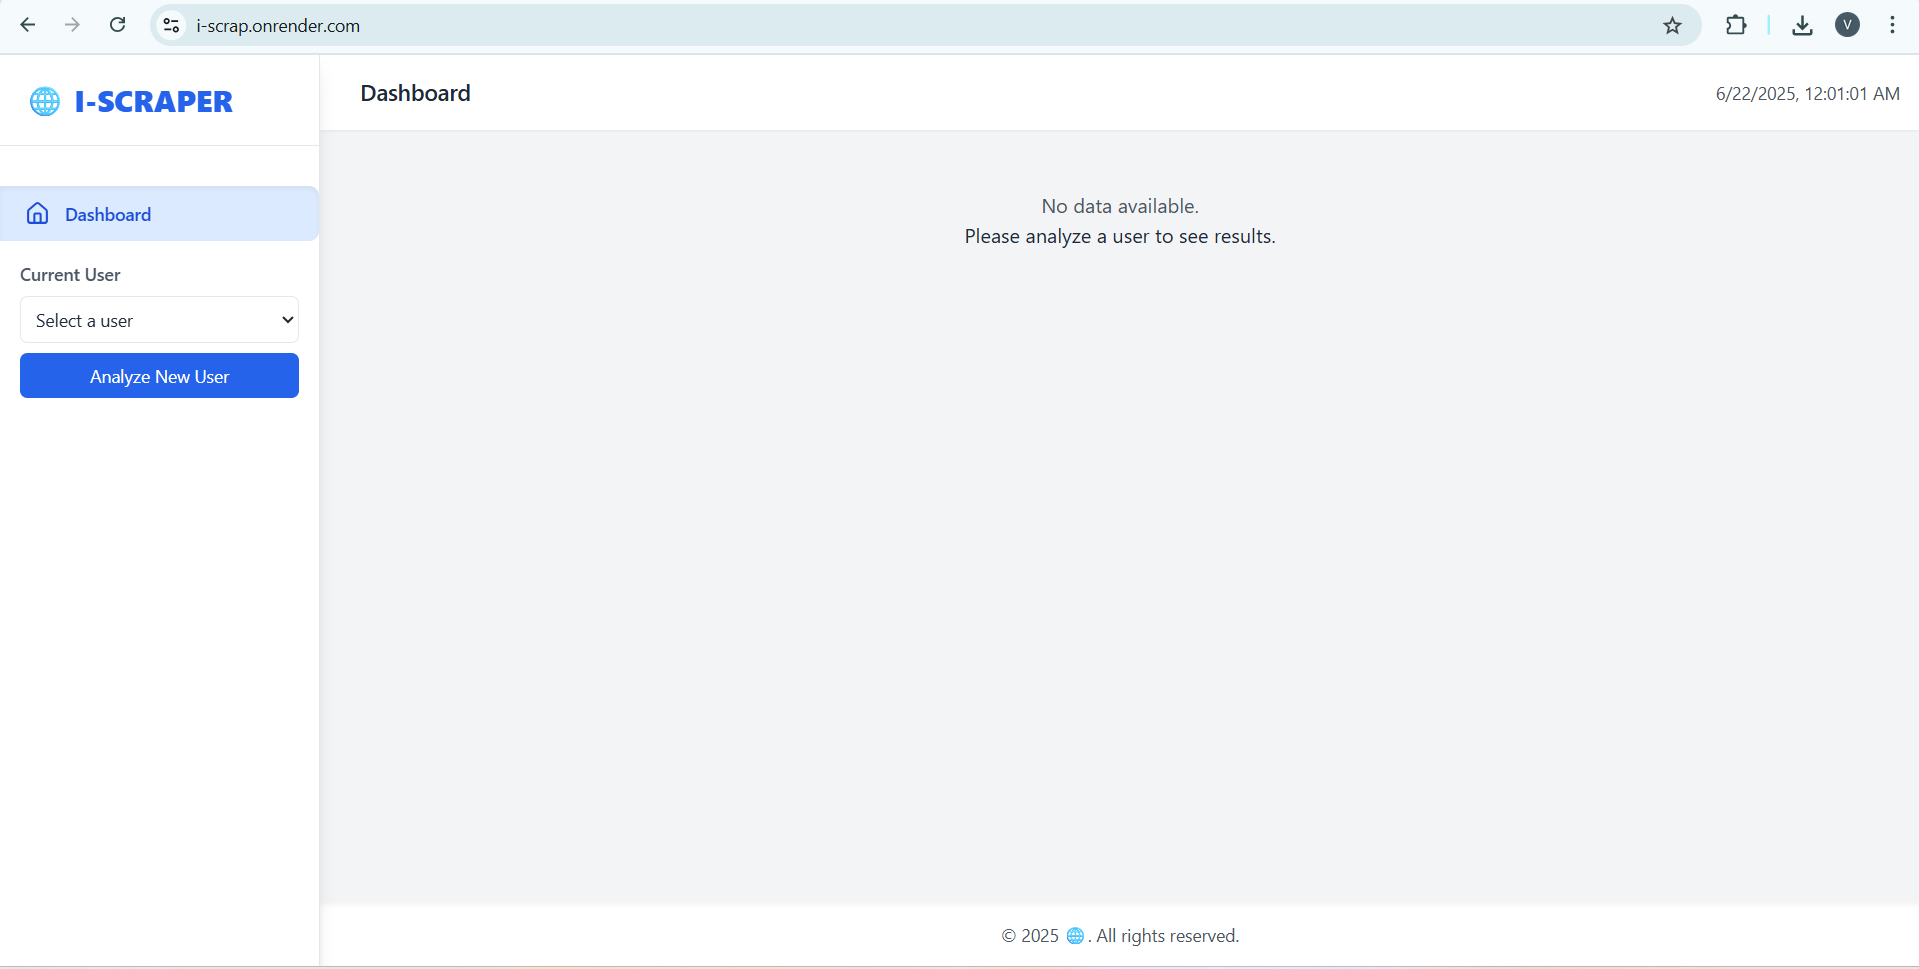 i-scrap.onrender.com
V
I-SCRAPER
Dashboard
6/22/2025, 12:01:01 AM
Dashboard
Current User
Select a user
Analyze New User
No data available.
Please analyze a user to see results.
© 2025 🌐 . All rights reserved.